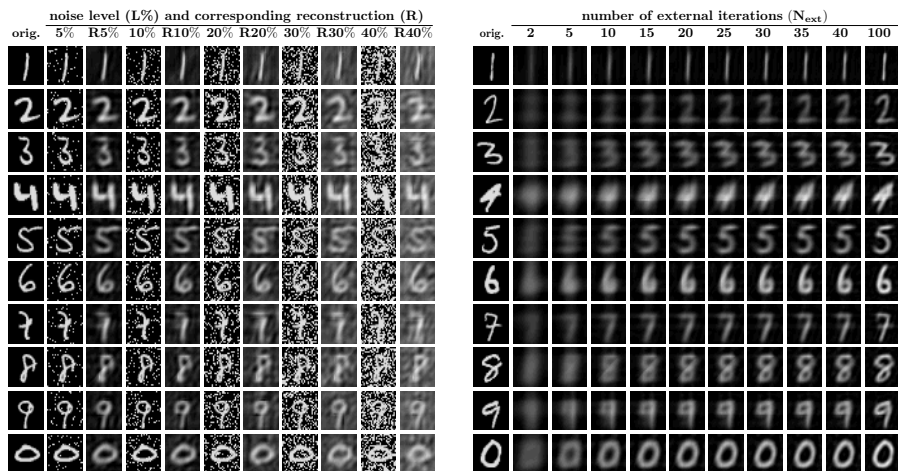 noise level (L%) and corresponding reconstruction (R)
orig. 5% R5% 10% R10% 20% R20% 30% R30% 40% R40%
number of external iterations (N_ext)
orig. 2 5 10 15 20 25 30 35 40 100